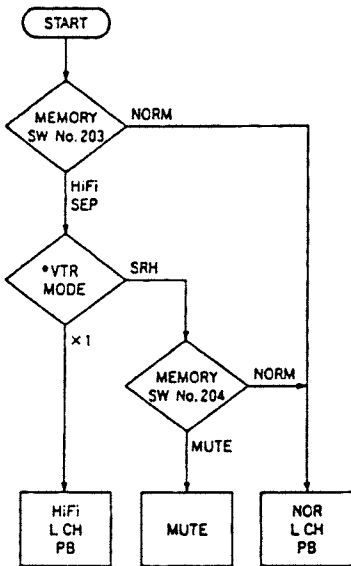 START
MEMORY
SW No. 203
NORM
HiFi
SEP
*VTR
MODE
SRH
×1
MEMORY
SW No. 204
NORM
MUTE
HiFi
L CH
PB
MUTE
NOR
L CH
PB